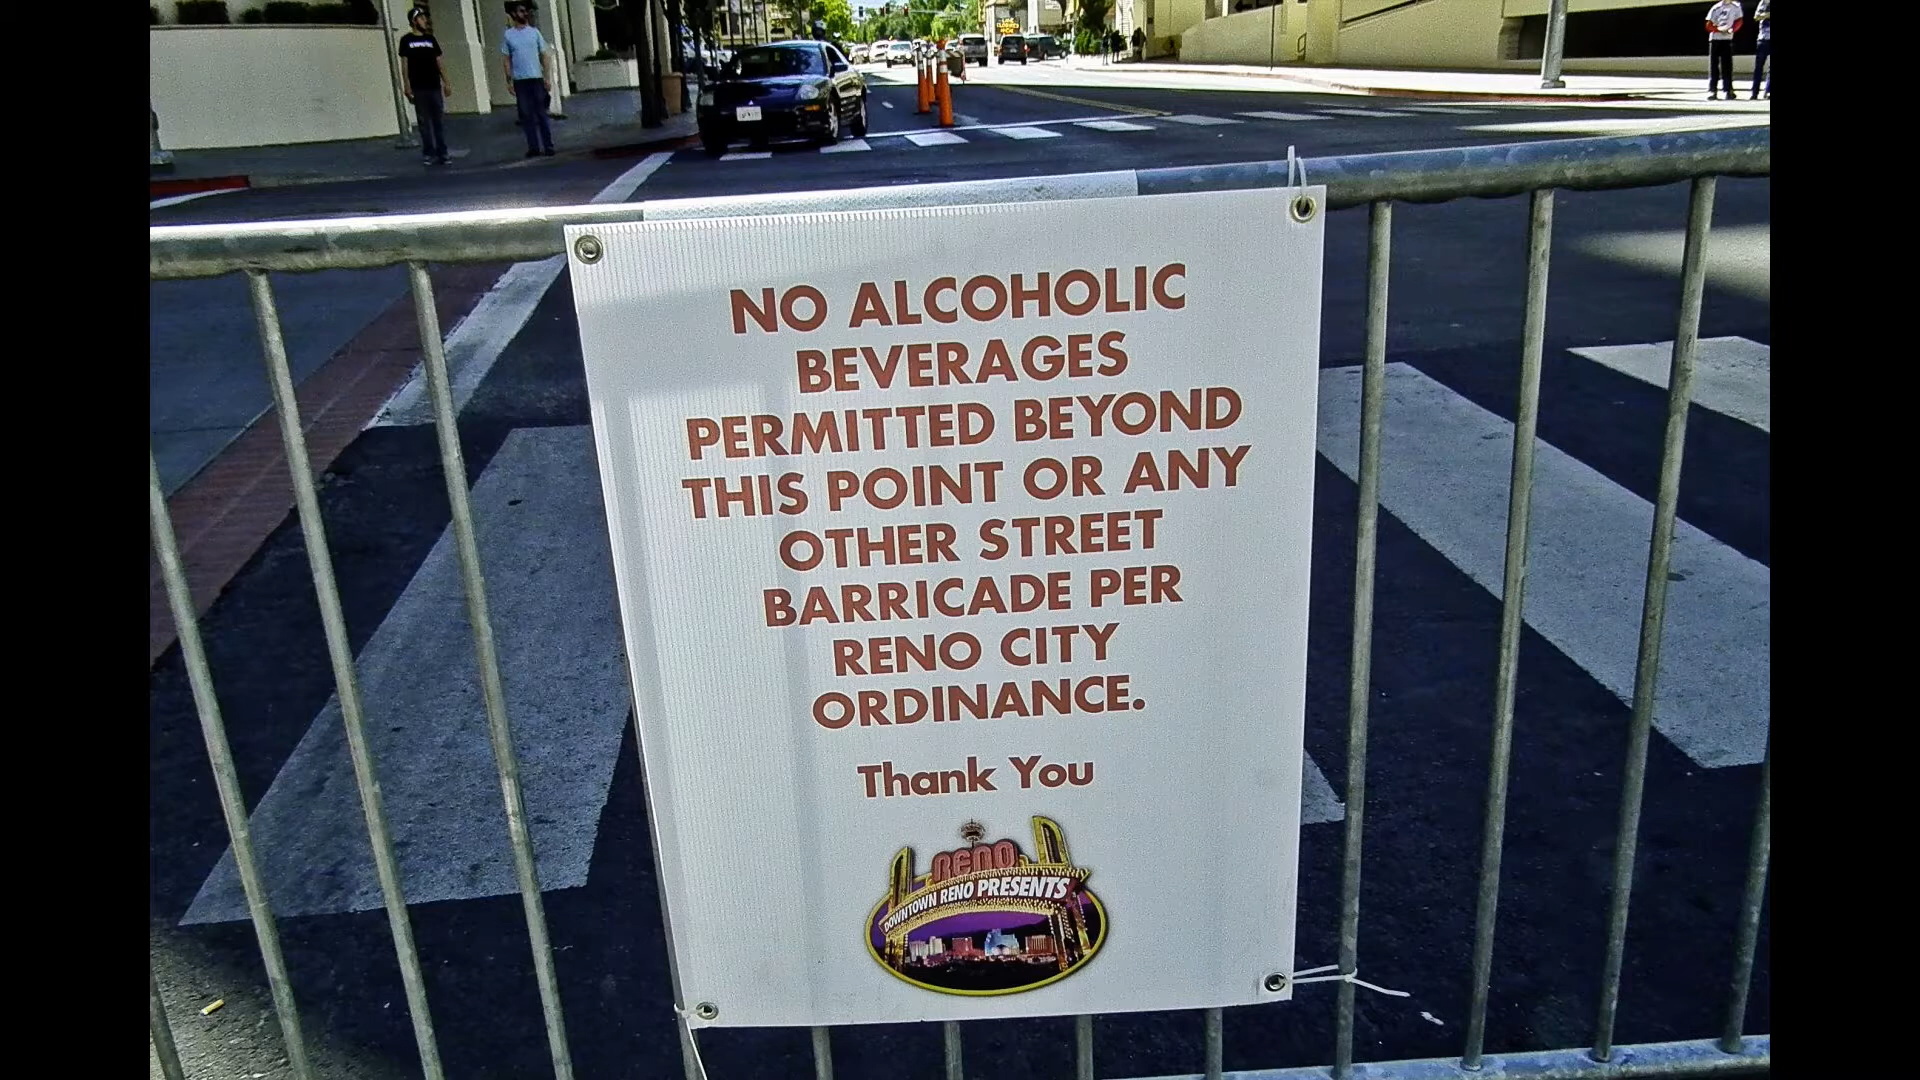 NO ALCOHOLIC
BEVERAGES
PERMITTED BEYOND
THIS POINT OR ANY
OTHER STREET
BARRICADE PER
RENO CITY
ORDINANCE.
Thank You
RENO
DOWNTOWN RENO PRESENTS